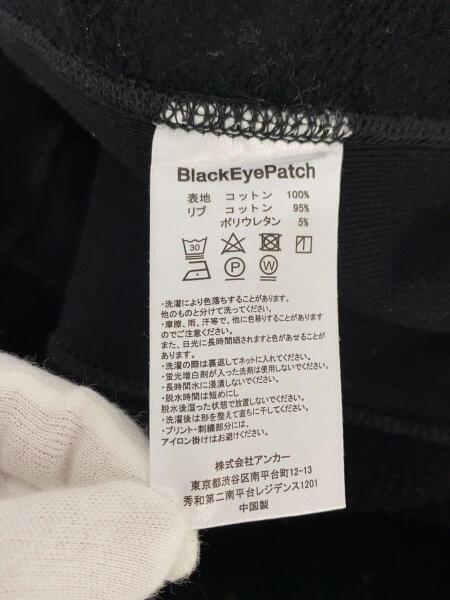 BlackEyePatch
表地 コットン 100%
リブ コットン 95%
ポリウレタン 5%
30
P W
・洗濯により色落ちすることがあります。
他のものと分けて洗ってください。
・摩擦、雨、汗等で、他に色移りすることがあります
のでご注意ください。
また、日光に長時間晒されますと色があせることが
あります。
・洗濯の際は裏返してネットに入れてください。
・蛍光増白剤が入った洗剤は使用しないでください。
・長時間水に浸漬しないでください。
・脱水時間は短めにし
脱水後湿った状態で放置しないでください。
・洗濯後は形を整えて直ちに干してください。
・プリント・刺繍部分には、
アイロン掛けはお避けください。
株式会社アンカー
東京都渋谷区南平台町12-13
秀和第二南平台レジデンス1201
中国製